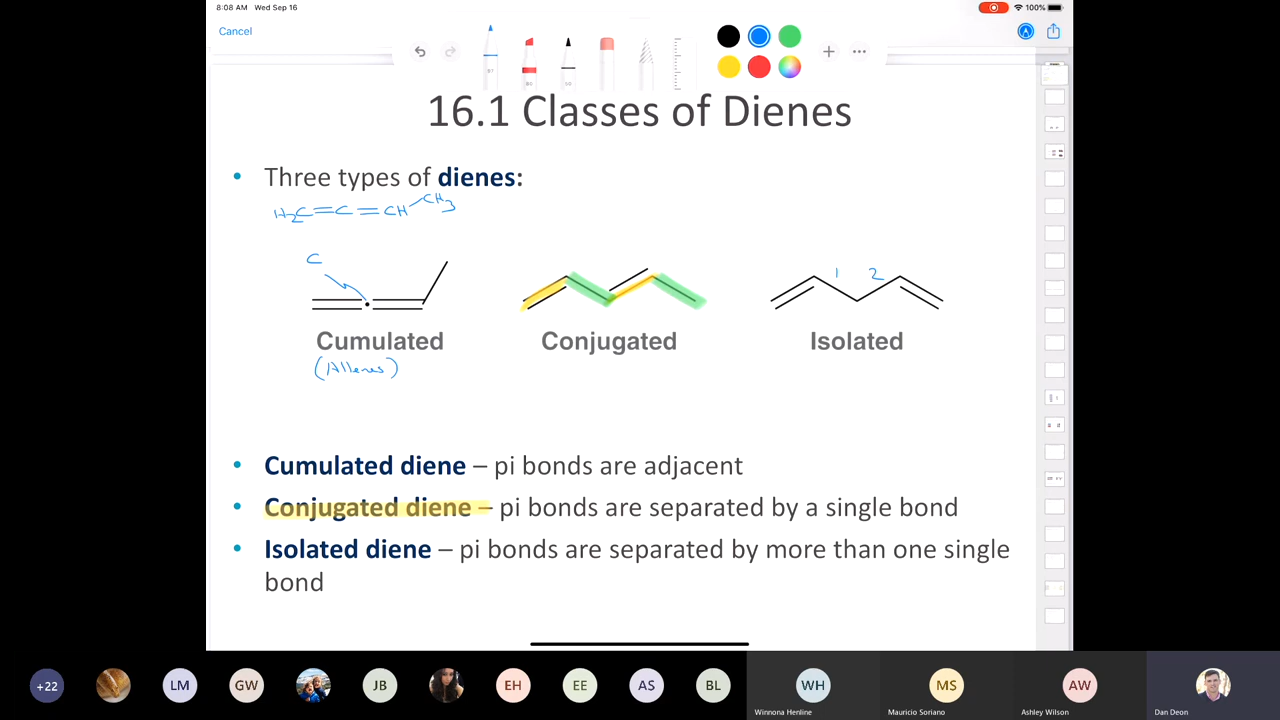 8:08 AM Wed Sep 16
100%
Cancel
16.1 Classes of Dienes
• Three types of dienes:
H2C=C=CH-CH3
C
1 2
Cumulated Conjugated Isolated
(Allenes)
• Cumulated diene – pi bonds are adjacent
• Conjugated diene – pi bonds are separated by a single bond
• Isolated diene – pi bonds are separated by more than one single
bond
+22 LM GW JB EH EE AS BL WH MS AW
Winnona Henline Mauricio Soriano Ashley Wilson Dan Deon